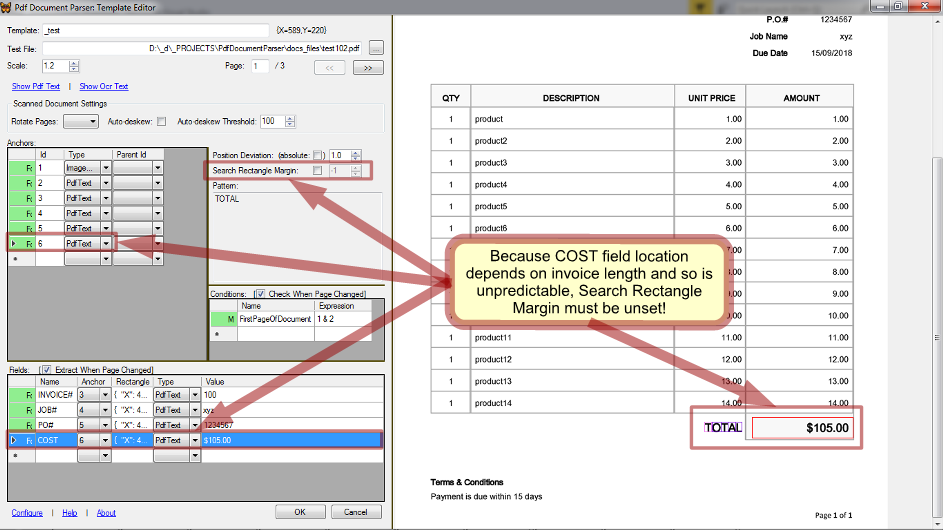 Pdf Document Parser: Template Editor
Template: _test {X=589,Y=220}
Test File: D:\_d\_PROJECTS\PdfDocumentParser\docs_files\test102.pdf ...
Scale: 1.2 Page: 1 / 3 << >>
Show Pdf Text | Show Ocr Text
Scanned Document Settings
Rotate Pages: Auto-deskew: Auto-deskew Threshold: 100
Anchors:
Id Type Parent Id
F 1 Image...
F 2 PdfText
F 3 PdfText
F 4 PdfText
F 5 PdfText
F 6 PdfText
*
Position Deviation: (absolute: ) 1.0
Search Rectangle Margin: -1
Pattern:
TOTAL
Conditions: [ Check When Page Changed]
Name Expression
M FirstPageOfDocument 1 & 2
*
Fields: [ Extract When Page Changed]
Name Anchor Rectangle Type Value
F INVOICE# 3 { "X": 4... PdfText 100
F JOB# 4 { "X": 4... PdfText xyz
F PO# 5 { "X": 4... PdfText 1234567
F COST 6 { "X": 4... PdfText $105.00
*
Configure | Help | About OK Cancel
P.O.# 1234567
Job Name xyz
Due Date 15/09/2018
QTY DESCRIPTION UNIT PRICE AMOUNT
1 product 1.00 1.00
1 product2 2.00 2.00
1 product3 3.00 3.00
1 product4 4.00 4.00
1 product5 5.00 5.00
1 product6 6.00 6.00
7.00 7.00
8.00
9.00
10.00
1 product11 11.00 11.00
1 product12 12.00 12.00
1 product13 13.00 13.00
1 product14 14.00 14.00
TOTAL $105.00
Because COST field location
depends on invoice length and so is
unpredictable, Search Rectangle
Margin must be unset!
Terms & Conditions
Payment is due within 15 days
Page 1 of 1